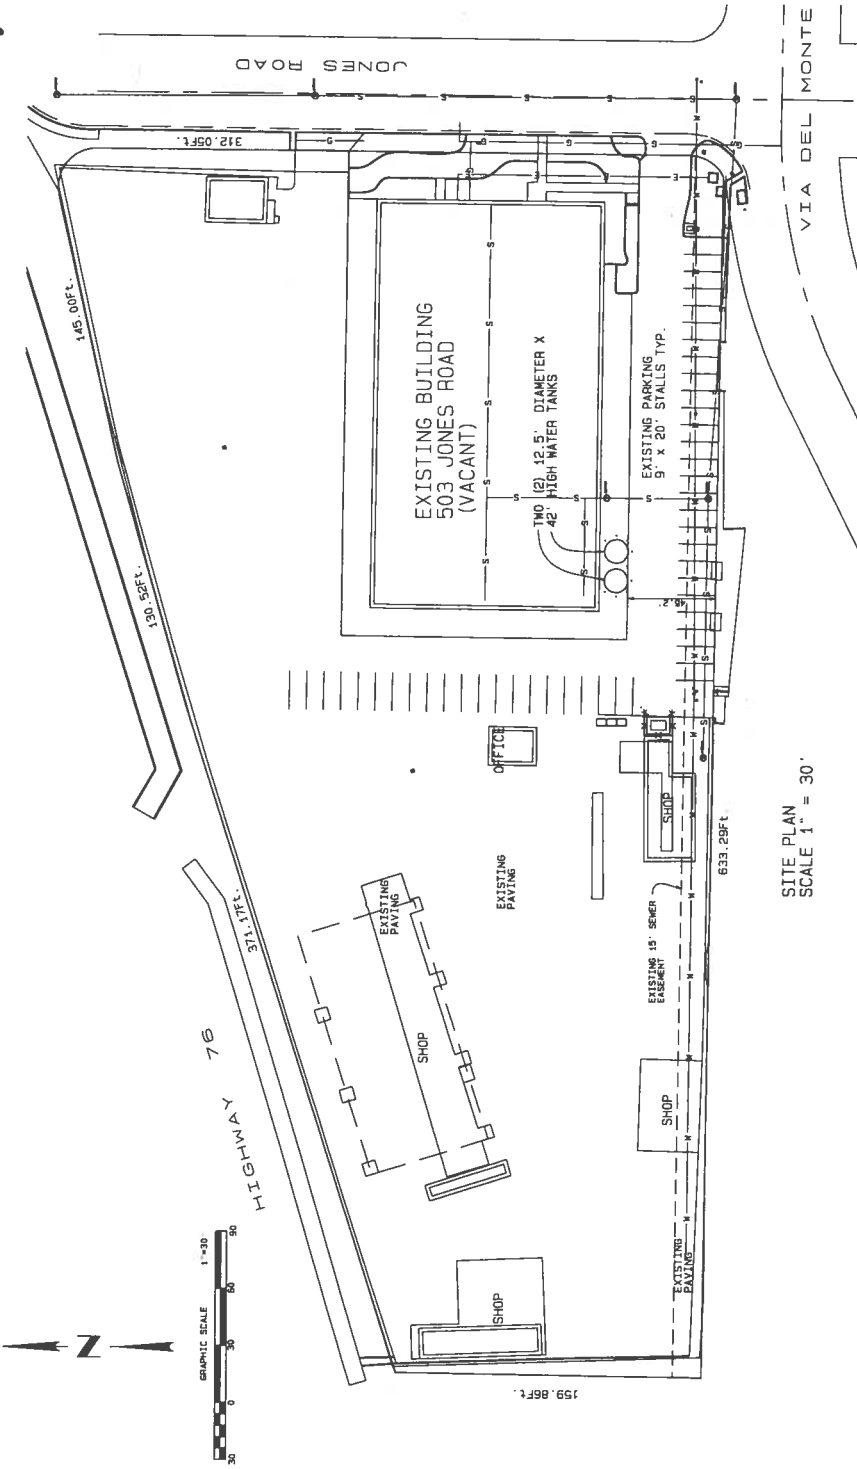 JONES ROAD
VIA DEL MONTE
312.05Ft.
145.00Ft.
130.52Ft.
371.17Ft.
HIGHWAY 76
EXISTING BUILDING
503 JONES ROAD
(VACANT)
TWO (2) 12.5' DIAMETER X
42' HIGH WATER TANKS
EXISTING PARKING
9' X 20' STALLS TYP.
45.2'
OFFICE
SHOP
633.29Ft
EXISTING
PAVING
EXISTING
PAVING
SHOP
EXISTING 15' SEWER
EASEMENT
SHOP
EXISTING
PAVING
SHOP
159.86Ft.
SITE PLAN
SCALE 1" = 30'
N
GRAPHIC SCALE 1"=30'
30 0 30 60 90